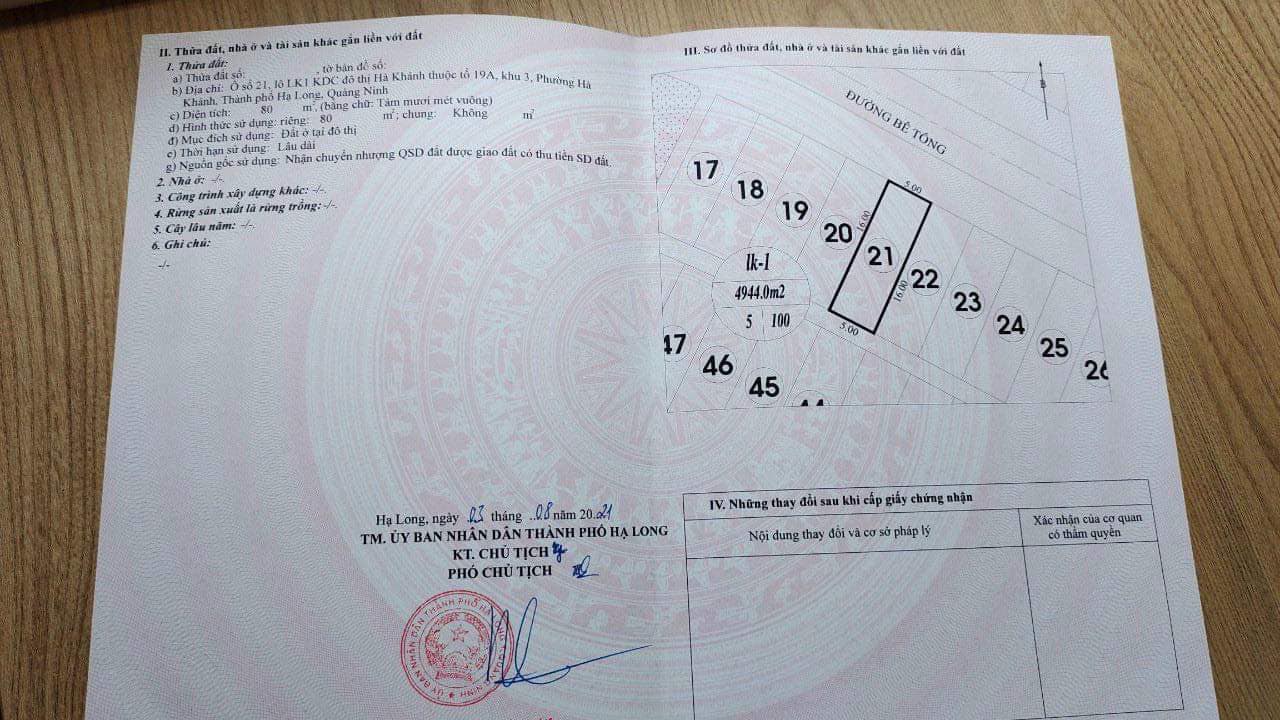 II. Thửa đất, nhà ở và tài sản khác gắn liền với đất
1. Thửa đất:
a) Thửa đất số: , tờ bản đồ số:
b) Địa chỉ: Ô số 21, lô LK1 KDC đô thị Hà Khánh thuộc tổ 19A, khu 3, Phường Hà
Khánh, Thành phố Hạ Long, Quảng Ninh
c) Diện tích: 80 m², (bằng chữ: Tám mươi mét vuông)
d) Hình thức sử dụng: riêng: 80 m²; chung: Không m²
đ) Mục đích sử dụng: Đất ở tại đô thị
e) Thời hạn sử dụng: Lâu dài
g) Nguồn gốc sử dụng: Nhận chuyển nhượng QSD đất được giao đất có thu tiền SD đất.
2. Nhà ở: -/-.
3. Công trình xây dựng khác: -/-.
4. Rừng sản xuất là rừng trồng: -/-.
5. Cây lâu năm: -/-.
6. Ghi chú:
-/-
Hạ Long, ngày 03 tháng 08 năm 2021
TM. ỦY BAN NHÂN DÂN THÀNH PHỐ HẠ LONG
KT. CHỦ TỊCH
PHÓ CHỦ TỊCH
III. Sơ đồ thửa đất, nhà ở và tài sản khác gắn liền với đất
B
ĐƯỜNG BÊ TÔNG
17
18
19
20
21
22
23
24
25
26
5.00
16.00
16.00
5.00
lk-1
4944.0m2
5 100
47
46
45
44
IV. Những thay đổi sau khi cấp giấy chứng nhận
Nội dung thay đổi và cơ sở pháp lý
Xác nhận của cơ quan
có thẩm quyền